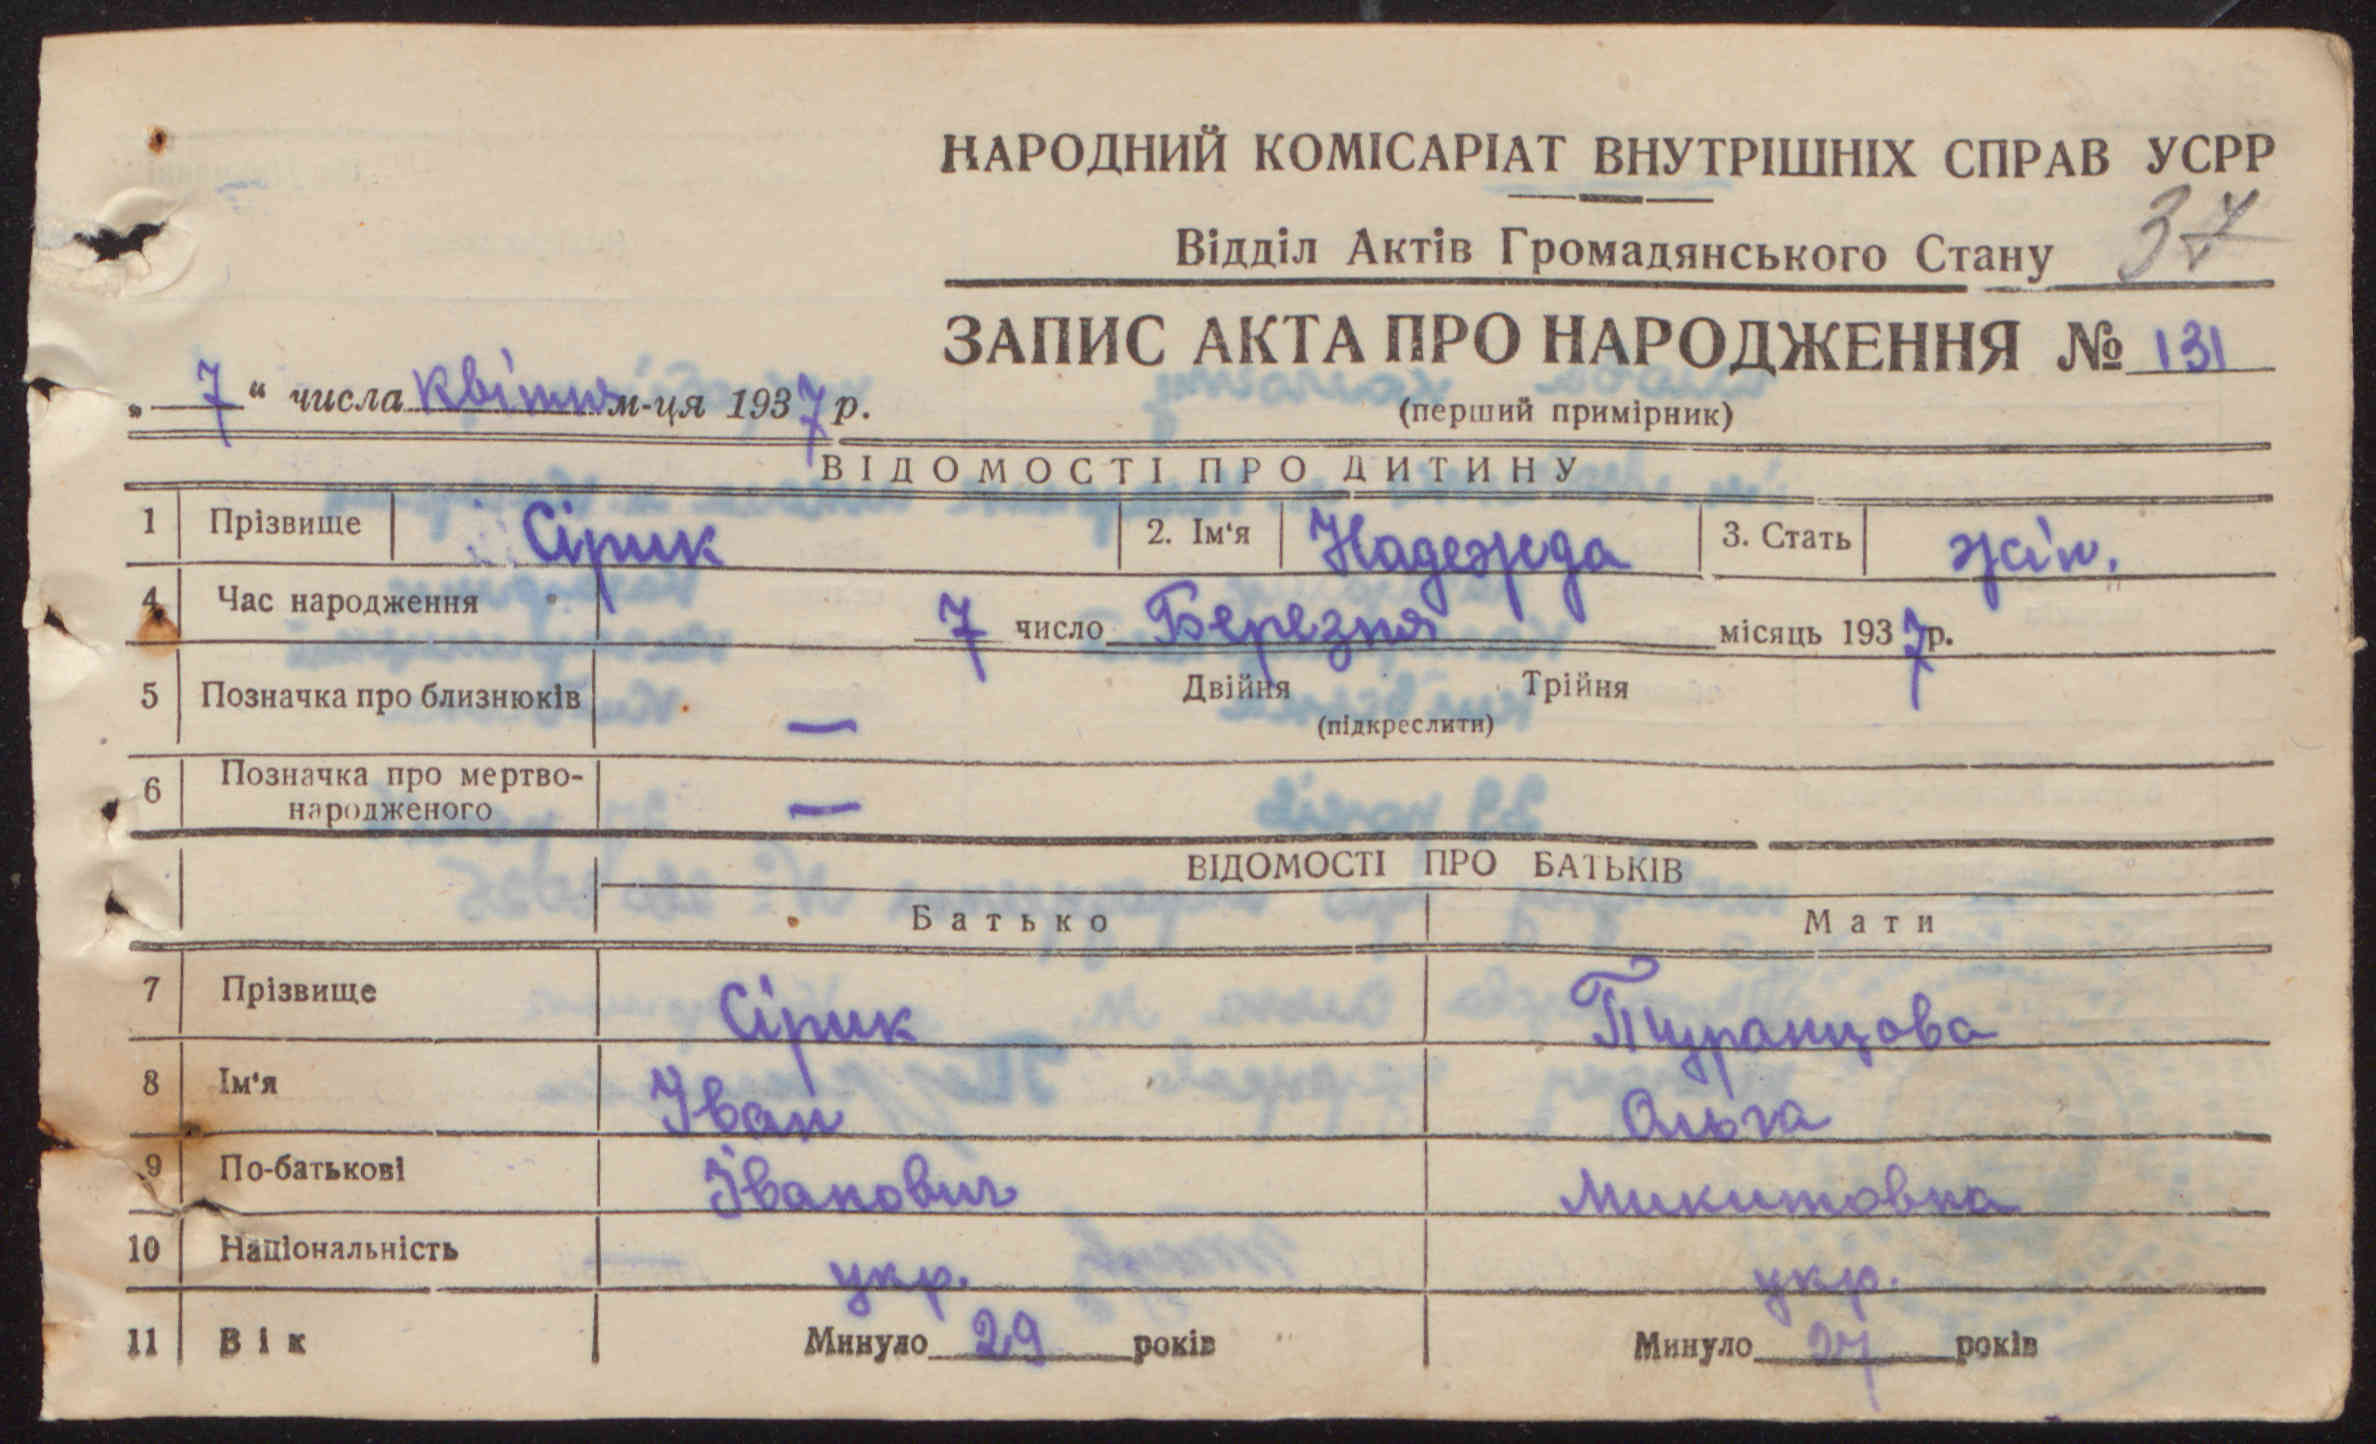 НАРОДНИЙ КОМІСАРІАТ ВНУТРІШНІХ СПРАВ УСРР
Відділ Актів Громадянського Стану 37
ЗАПИС АКТА ПРО НАРОДЖЕННЯ № 131
„ 7 “ числа Квітня м-ця 1937 р.
(перший примірник)
ВІДОМОСТІ ПРО ДИТИНУ
1 Прізвище Сірик 2. Ім‘я Надежда 3. Стать жін.
4 Час народження 7 число Березня місяць 1937 р.
5 Позначка про близнюків — Двійня Трійня
(підкреслити)
6 Позначка про мертво-
народженого —
ВІДОМОСТІ ПРО БАТЬКІВ
Батько Мати
7 Прізвище Сірик Туранцова
8 Ім‘я Іван Ольга
9 По-батькові Іванович Микитовна
10 Національність укр. укр.
11 Вік Минуло 29 років Минуло 27 років